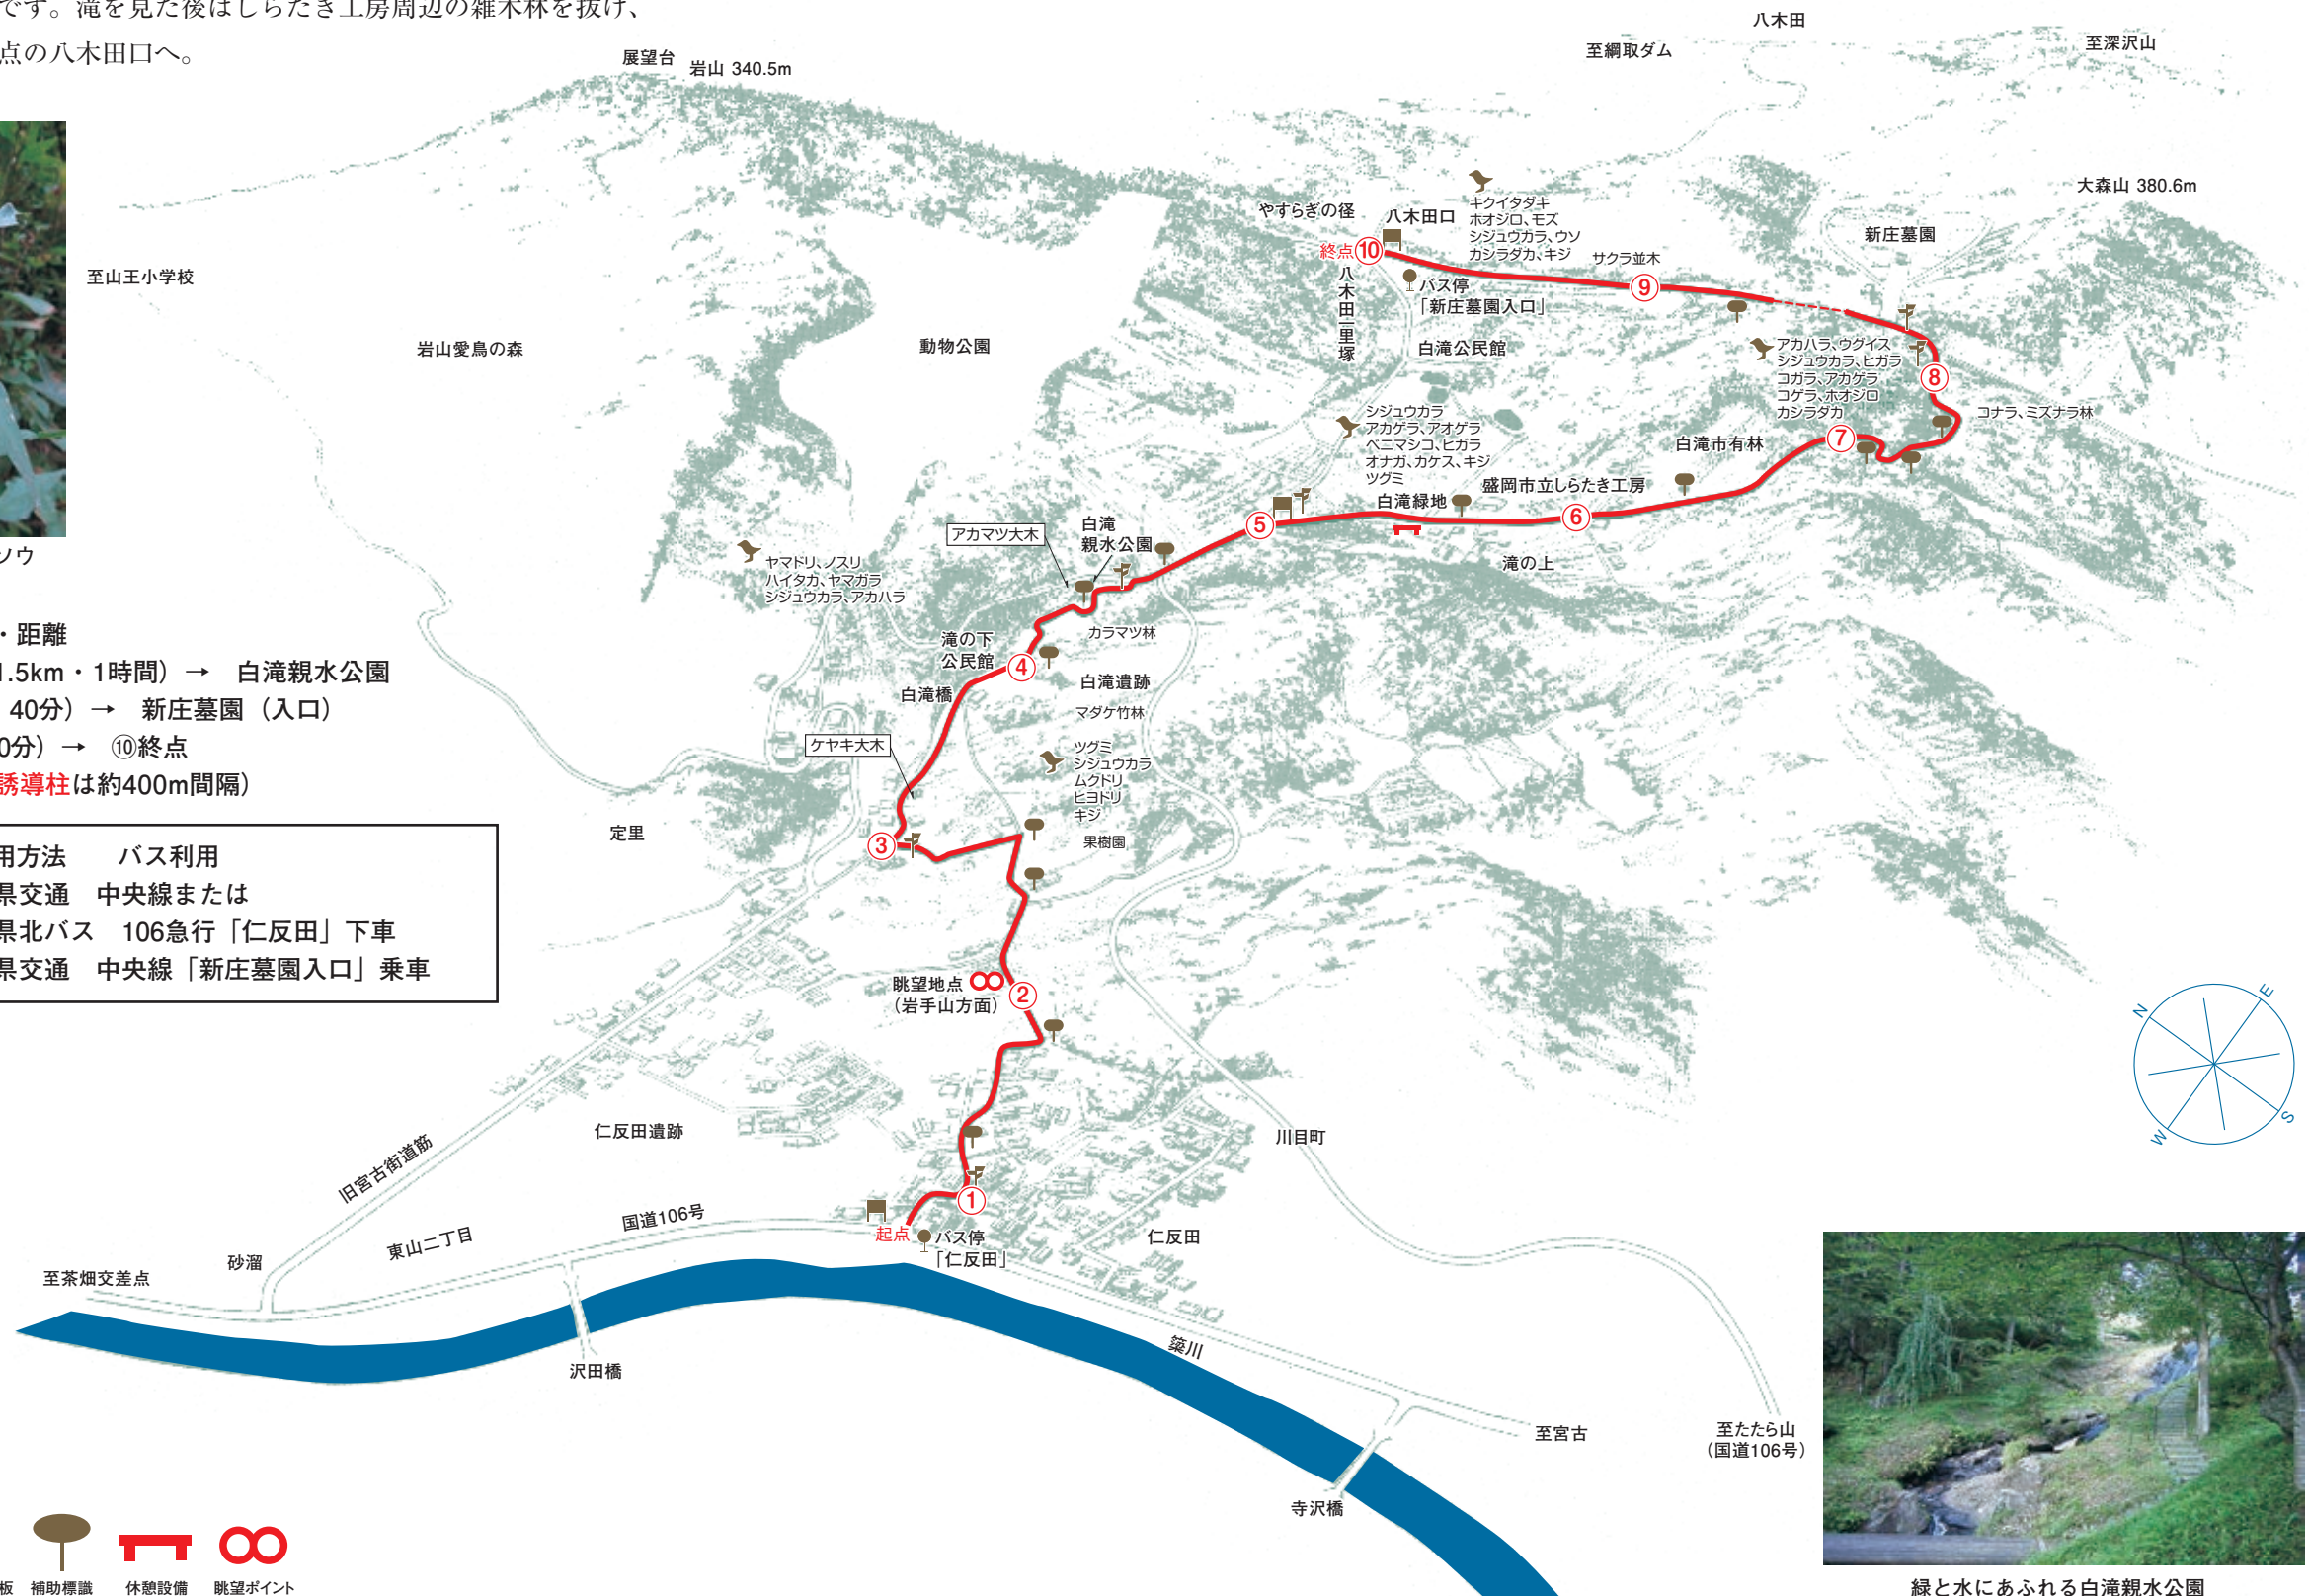 です。滝を見た後はしらたき工房周辺の雑木林を抜け、
点の八木田口へ。
ソウ
・距離
1.5km・1時間）→　白滝親水公園
40分）→　新庄墓園（入口）
0分）→　⑩終点
誘導柱は約400m間隔）
用方法　　バス利用
県交通　中央線または
県北バス　106急行「仁反田」下車
県交通　中央線「新庄墓園入口」乗車
八木田
至綱取ダム
至深沢山
展望台
岩山 340.5m
大森山 380.6m
やすらぎの径
八木田口
キクイタダキ
ホオジロ、モズ
シジュウカラ、ウソ
カシラダカ、キジ
サクラ並木
新庄墓園
終点
⑩
⑨
八木田一里塚
バス停
「新庄墓園入口」
白滝公民館
至山王小学校
岩山愛鳥の森
動物公園
アカハラ、ウグイス
シジュウカラ、ヒガラ
コガラ、アカゲラ
コゲラ、ホオジロ
カシラダカ
⑧
コナラ、ミズナラ林
シジュウカラ
アカゲラ、アオゲラ
ベニマシコ、ヒガラ
オナガ、カケス、キジ
ツグミ
⑦
白滝市有林
盛岡市立しらたき工房
白滝緑地
⑥
⑤
滝の上
アカマツ大木
白滝
親水公園
ヤマドリ、ノスリ
ハイタカ、ヤマガラ
シジュウカラ、アカハラ
カラマツ林
滝の下
公民館
④
白滝橋
白滝遺跡
マダケ竹林
ケヤキ大木
ツグミ
シジュウカラ
ムクドリ
ヒヨドリ
キジ
定里
③
果樹園
眺望地点
（岩手山方面）
②
仁反田遺跡
川目町
旧宮古街道筋
①
東山二丁目
国道106号
起点
バス停
「仁反田」
仁反田
砂溜
至茶畑交差点
沢田橋
簗川
至宮古
至たたら山
（国道106号）
寺沢橋
N
E
S
W
板
補助標識
休憩設備
眺望ポイント
緑と水にあふれる白滝親水公園